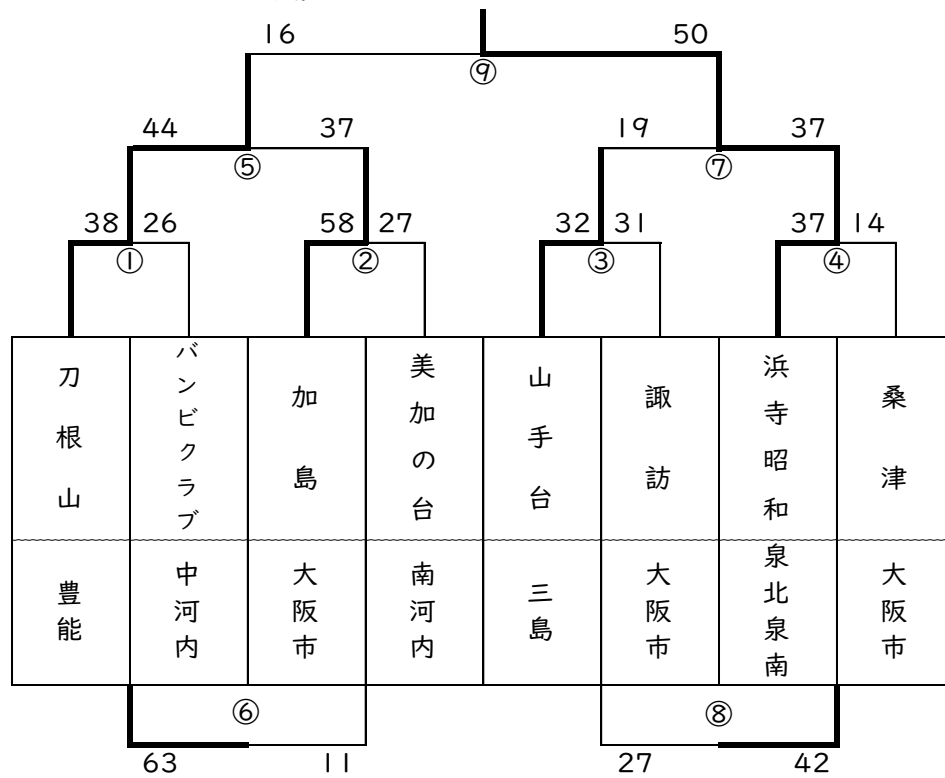 16 50
⑨
44 37 19 37
⑤ ⑦
38 26 58 27 32 31 37 14
① ② ③ ④
刀根山
バンビクラブ
加島
美加の台
山手台
諏訪
浜寺昭和
桑津
豊能
中河内
大阪市
南河内
三島
大阪市
泉北泉南
大阪市
⑥ ⑧
63 11 27 42